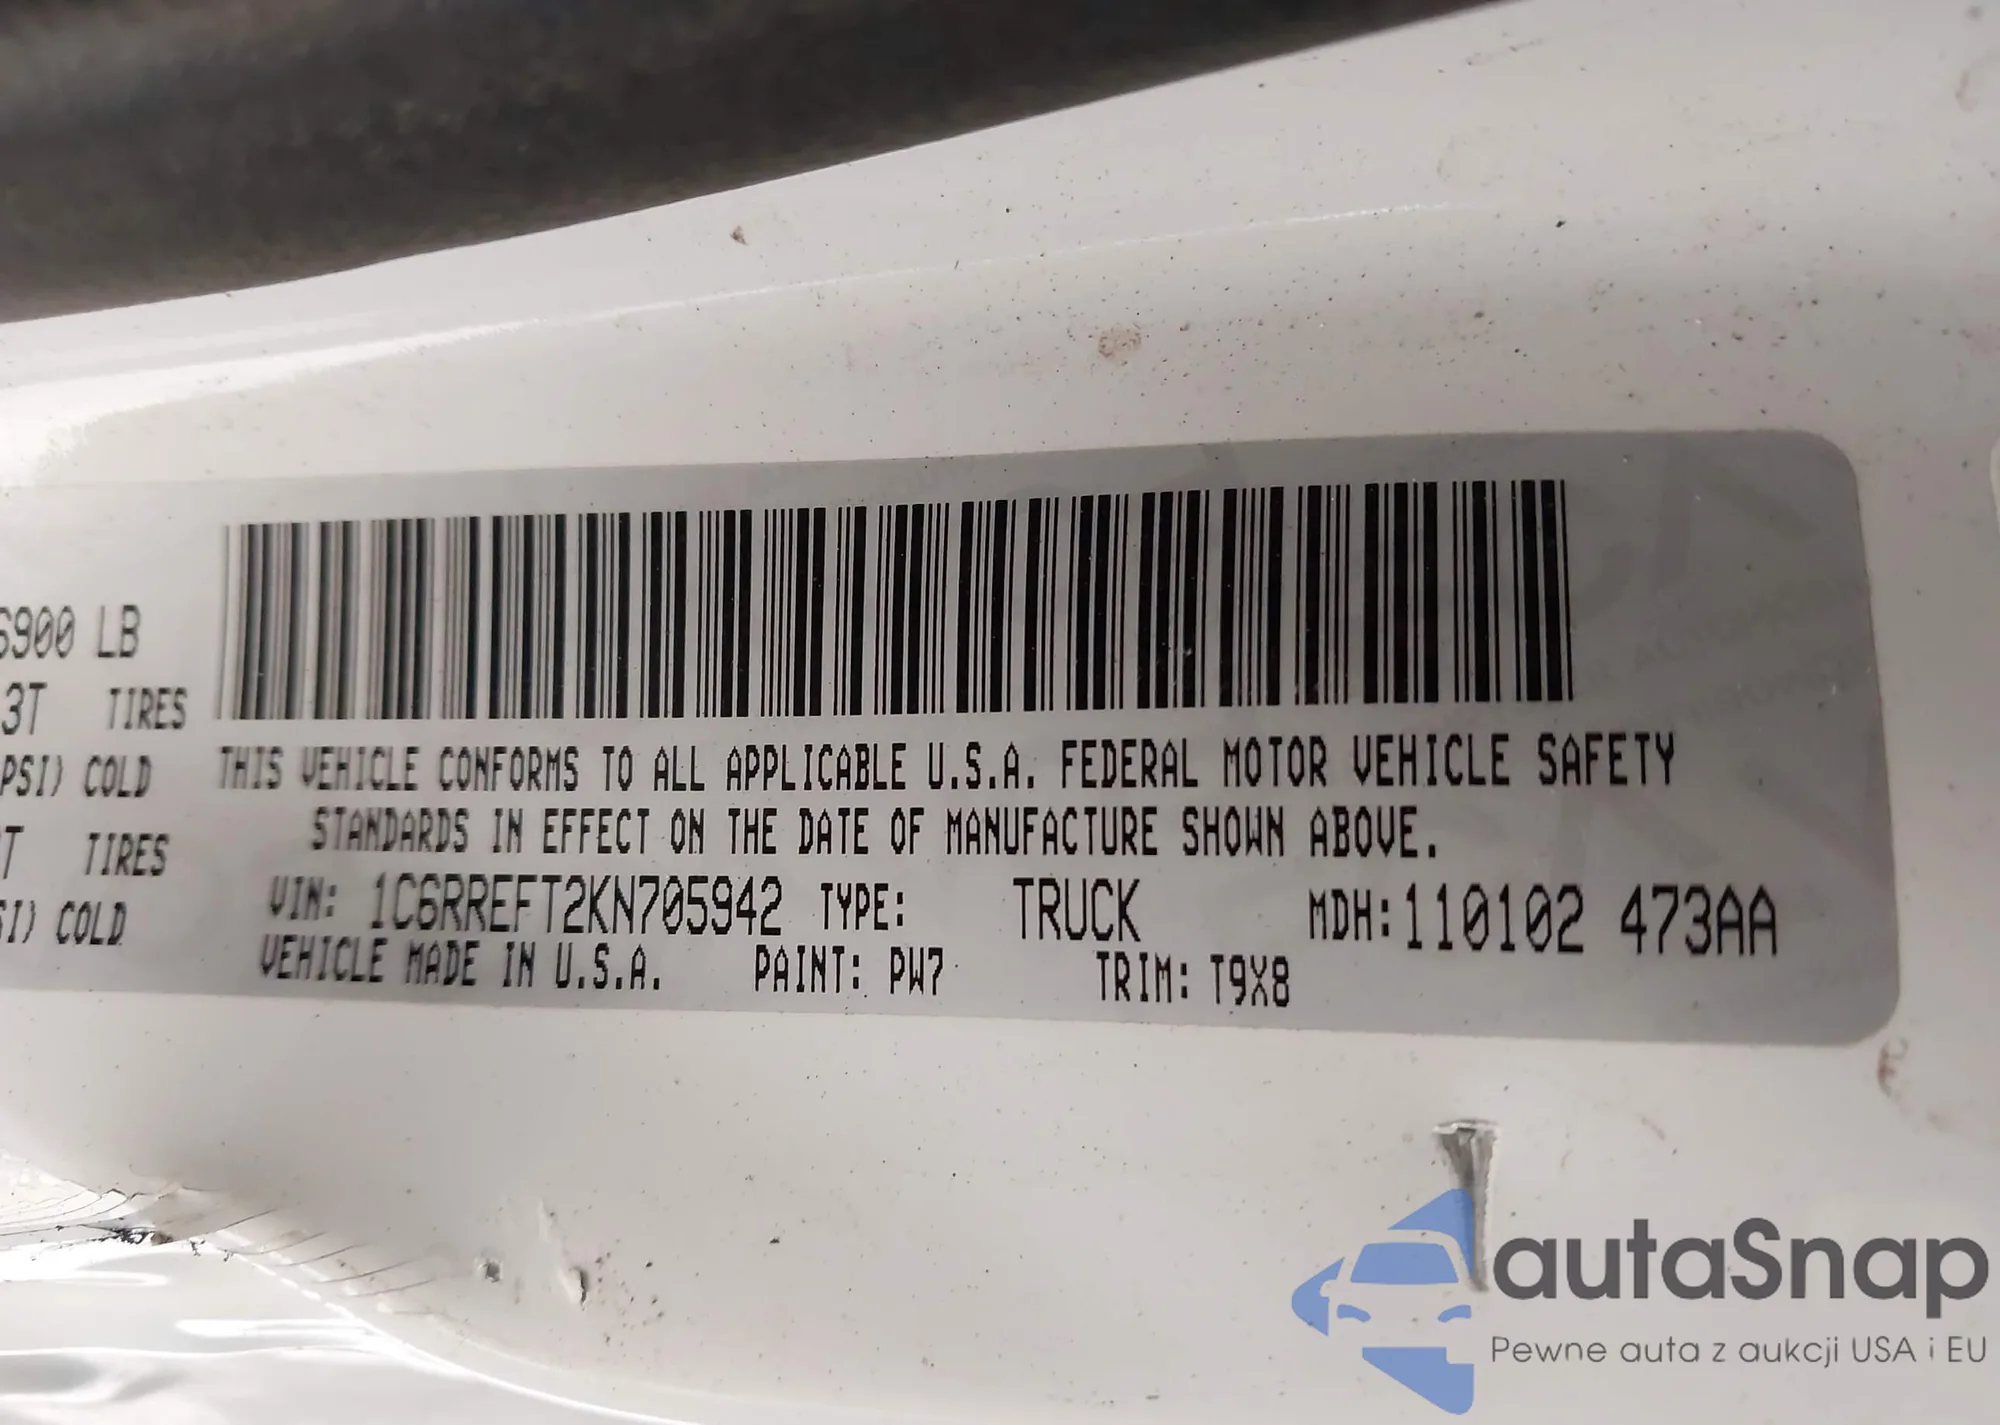 6900 LB
3T TIRES
PSI) COLD
T TIRES
SI) COLD
THIS VEHICLE CONFORMS TO ALL APPLICABLE U.S.A. FEDERAL MOTOR VEHICLE SAFETY
STANDARDS IN EFFECT ON THE DATE OF MANUFACTURE SHOWN ABOVE.
VIN: 1C6RREFT2KN705942 TYPE: TRUCK MDH:110102 473AA
VEHICLE MADE IN U.S.A. PAINT: PW7 TRIM: T9X8
autaSnap
Pewne auta z aukcji USA i EU